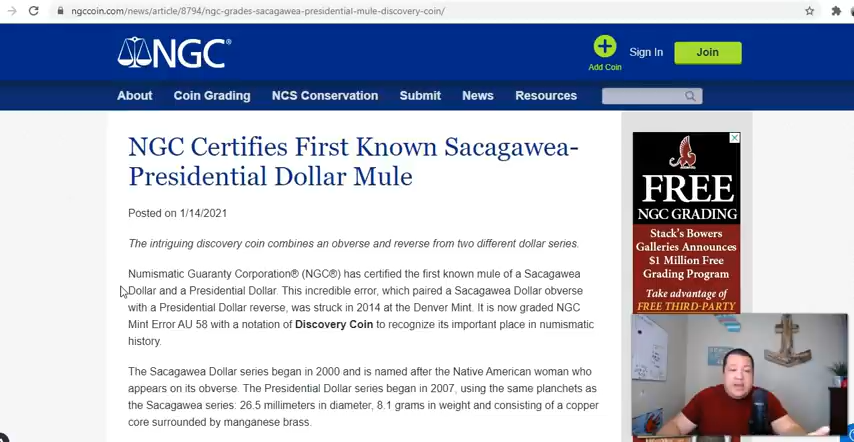 ngccoin.com/news/article/8794/ngc-grades-sacagawea-presidential-mule-discovery-coin/
NGC®
Add Coin
Sign In
Join
About Coin Grading NCS Conservation Submit News Resources
NGC Certifies First Known Sacagawea-
Presidential Dollar Mule
Posted on 1/14/2021
The intriguing discovery coin combines an obverse and reverse from two different dollar series.
Numismatic Guaranty Corporation® (NGC®) has certified the first known mule of a Sacagawea
Dollar and a Presidential Dollar. This incredible error, which paired a Sacagawea Dollar obverse
with a Presidential Dollar reverse, was struck in 2014 at the Denver Mint. It is now graded NGC
Mint Error AU 58 with a notation of Discovery Coin to recognize its important place in numismatic
history.
The Sacagawea Dollar series began in 2000 and is named after the Native American woman who
appears on its obverse. The Presidential Dollar series began in 2007, using the same planchets as
the Sacagawea series: 26.5 millimeters in diameter, 8.1 grams in weight and consisting of a copper
core surrounded by manganese brass.
FREE
NGC GRADING
Stack's Bowers
Galleries Announces
$1 Million Free
Grading Program
Take advantage of
FREE THIRD-PARTY